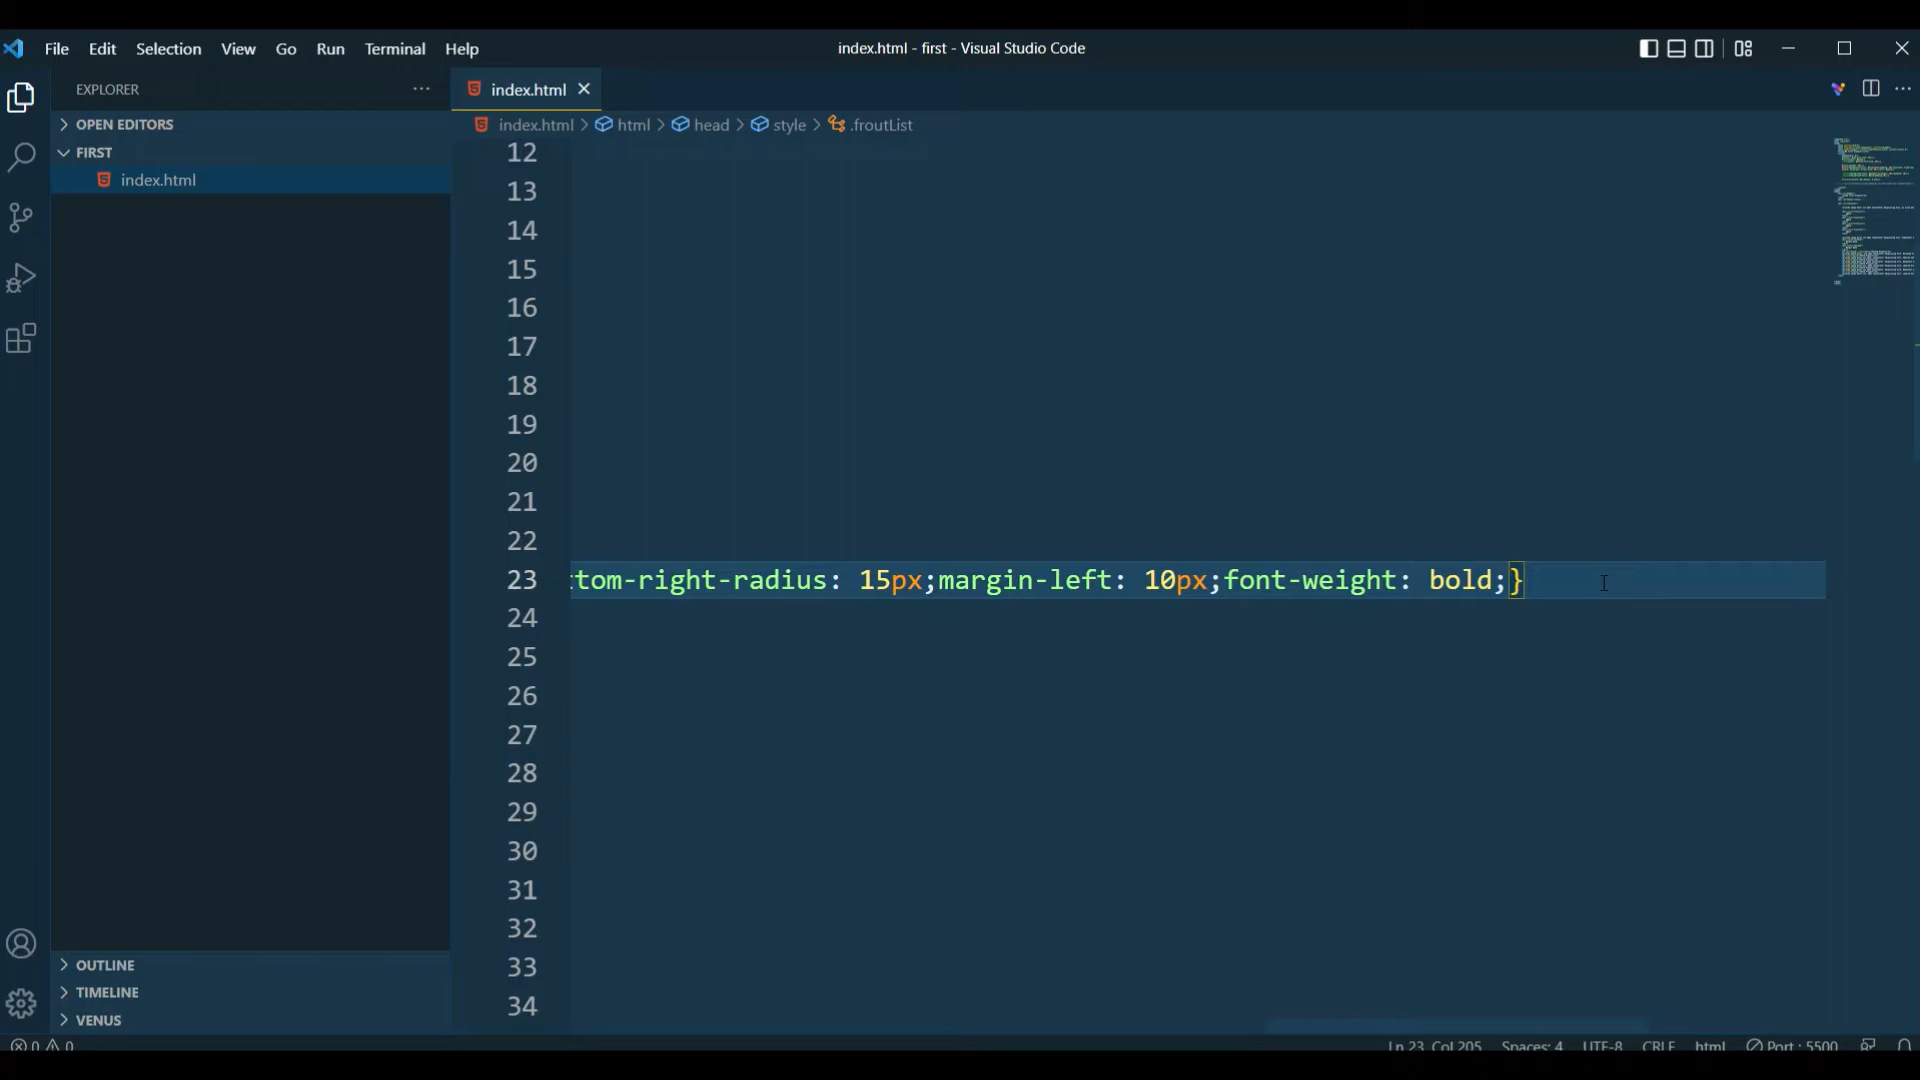 File Edit Selection View Go Run Terminal Help
index.html - first - Visual Studio Code
EXPLORER
index.html
OPEN EDITORS
index.html html head style .froutList
FIRST
index.html
12
13
14
15
16
17
18
19
20
21
22
23 tom-right-radius: 15px;margin-left: 10px;font-weight: bold;}
24
25
26
27
28
29
30
31
32
33
34
OUTLINE
TIMELINE
VENUS
0 0
Ln 23, Col 205 Spaces: 4 UTF-8 CRLF html Port : 5500